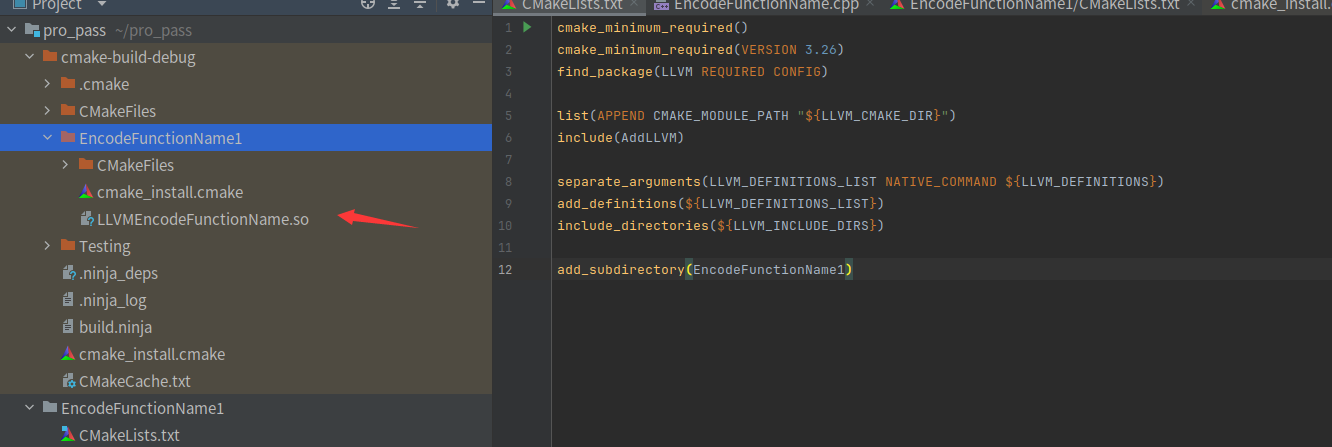 Project
pro_pass ~/pro_pass
cmake-build-debug
.cmake
CMakeFiles
EncodeFunctionName1
CMakeFiles
cmake_install.cmake
LLVMEncodeFunctionName.so
Testing
.ninja_deps
.ninja_log
build.ninja
cmake_install.cmake
CMakeCache.txt
EncodeFunctionName1
CMakeLists.txt
CMakeLists.txt
EncodeFunctionName.cpp
EncodeFunctionName1/CMakeLists.txt
cmake_install.c
1 cmake_minimum_required()
2 cmake_minimum_required(VERSION 3.26)
3 find_package(LLVM REQUIRED CONFIG)
4
5 list(APPEND CMAKE_MODULE_PATH "${LLVM_CMAKE_DIR}")
6 include(AddLLVM)
7
8 separate_arguments(LLVM_DEFINITIONS_LIST NATIVE_COMMAND ${LLVM_DEFINITIONS})
9 add_definitions(${LLVM_DEFINITIONS_LIST})
10 include_directories(${LLVM_INCLUDE_DIRS})
11
12 add_subdirectory(EncodeFunctionName1)